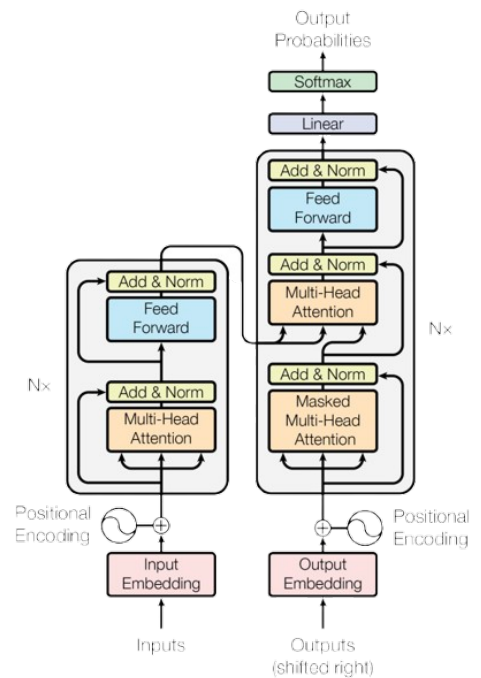 Output
Probabilities
Softmax
Linear
Add & Norm
Feed
Forward
Add & Norm
Multi-Head
Attention
Nx
Add & Norm
Masked
Multi-Head
Attention
Add & Norm
Feed
Forward
Nx
Add & Norm
Multi-Head
Attention
Positional
Encoding
Positional
Encoding
Input
Embedding
Output
Embedding
Inputs
Outputs
(shifted right)